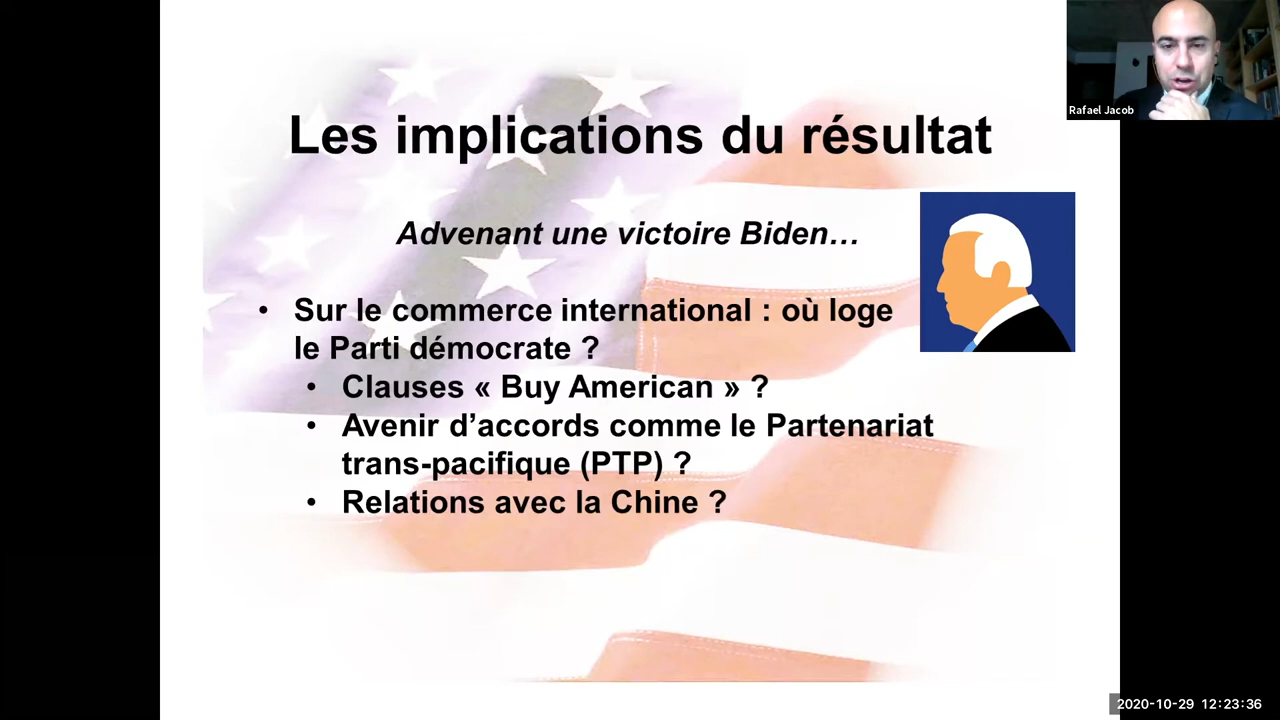 Rafael Jacob
Les implications du résultat
Advenant une victoire Biden…
• Sur le commerce international : où loge
le Parti démocrate ?
• Clauses « Buy American » ?
• Avenir d’accords comme le Partenariat
trans-pacifique (PTP) ?
• Relations avec la Chine ?
2020-10-29 12:23:36